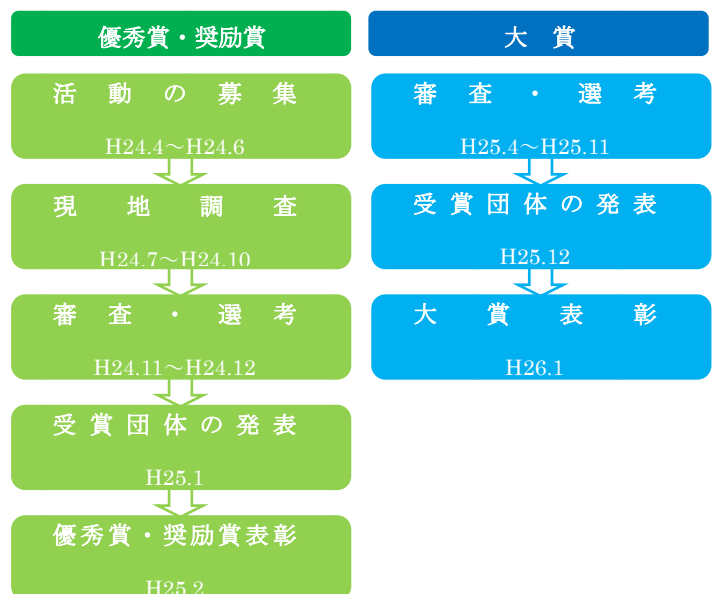 優秀賞・奨励賞
活動の募集
H24.4～H24.6
現地調査
H24.7～H24.10
審査・選考
H24.11～H24.12
受賞団体の発表
H25.1
優秀賞・奨励賞表彰
H25.2
大 賞
審査・選考
H25.4～H25.11
受賞団体の発表
H25.12
大賞表彰
H26.1